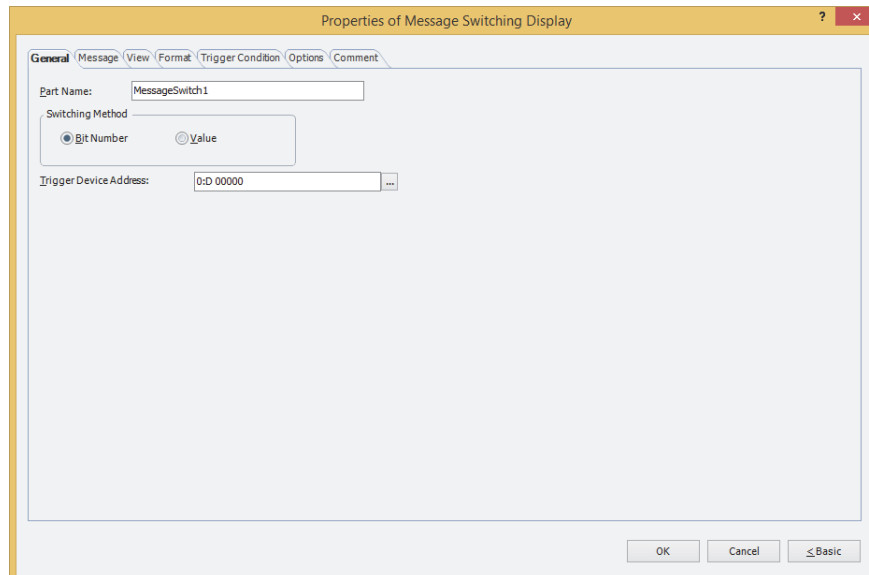 Properties of Message Switching Display ? ×
General Message View Format Trigger Condition Options Comment
Part Name: MessageSwitch1
Switching Method
Bit Number Value
Trigger Device Address: 0:D 00000 ...
OK Cancel < Basic